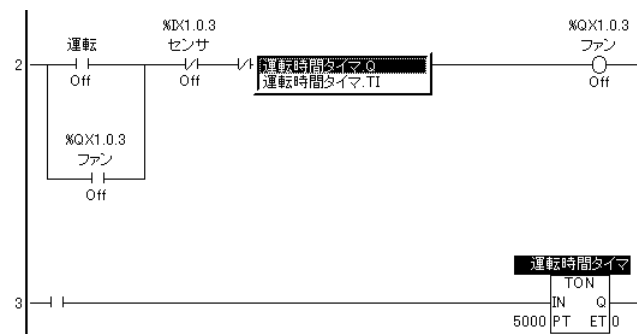 %IX1.0.3
%QX1.0.3
運転
センサ
ファン
2
運転時間タイマ.Q
Off
Off
運転時間タイマ.TI
Off
%QX1.0.3
ファン
Off
運転時間タイマ
TON
3
IN Q
5000 PT ET 0